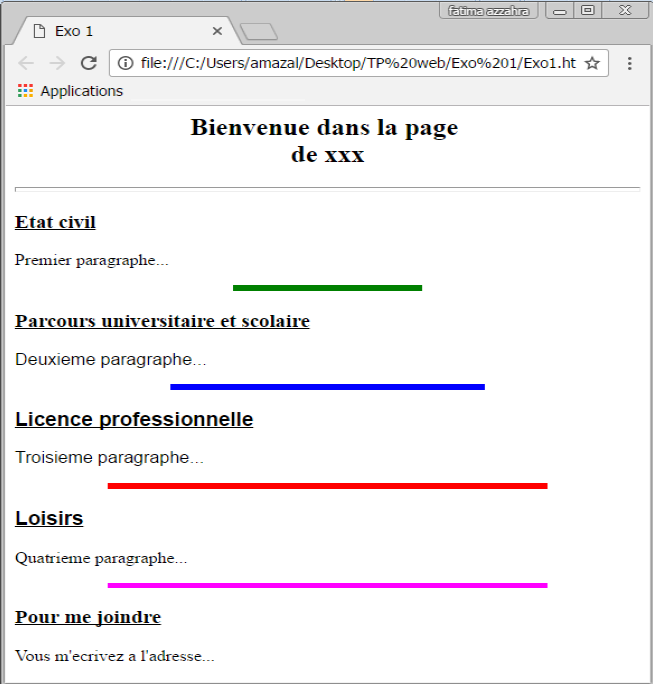 fatima azzahra
Exo 1
file:///C:/Users/amazal/Desktop/TP%20web/Exo%201/Exo1.ht
Applications
Bienvenue dans la page
de xxx
Etat civil
Premier paragraphe...
Parcours universitaire et scolaire
Deuxieme paragraphe...
Licence professionnelle
Troisieme paragraphe...
Loisirs
Quatrieme paragraphe...
Pour me joindre
Vous m'ecrivez a l'adresse...